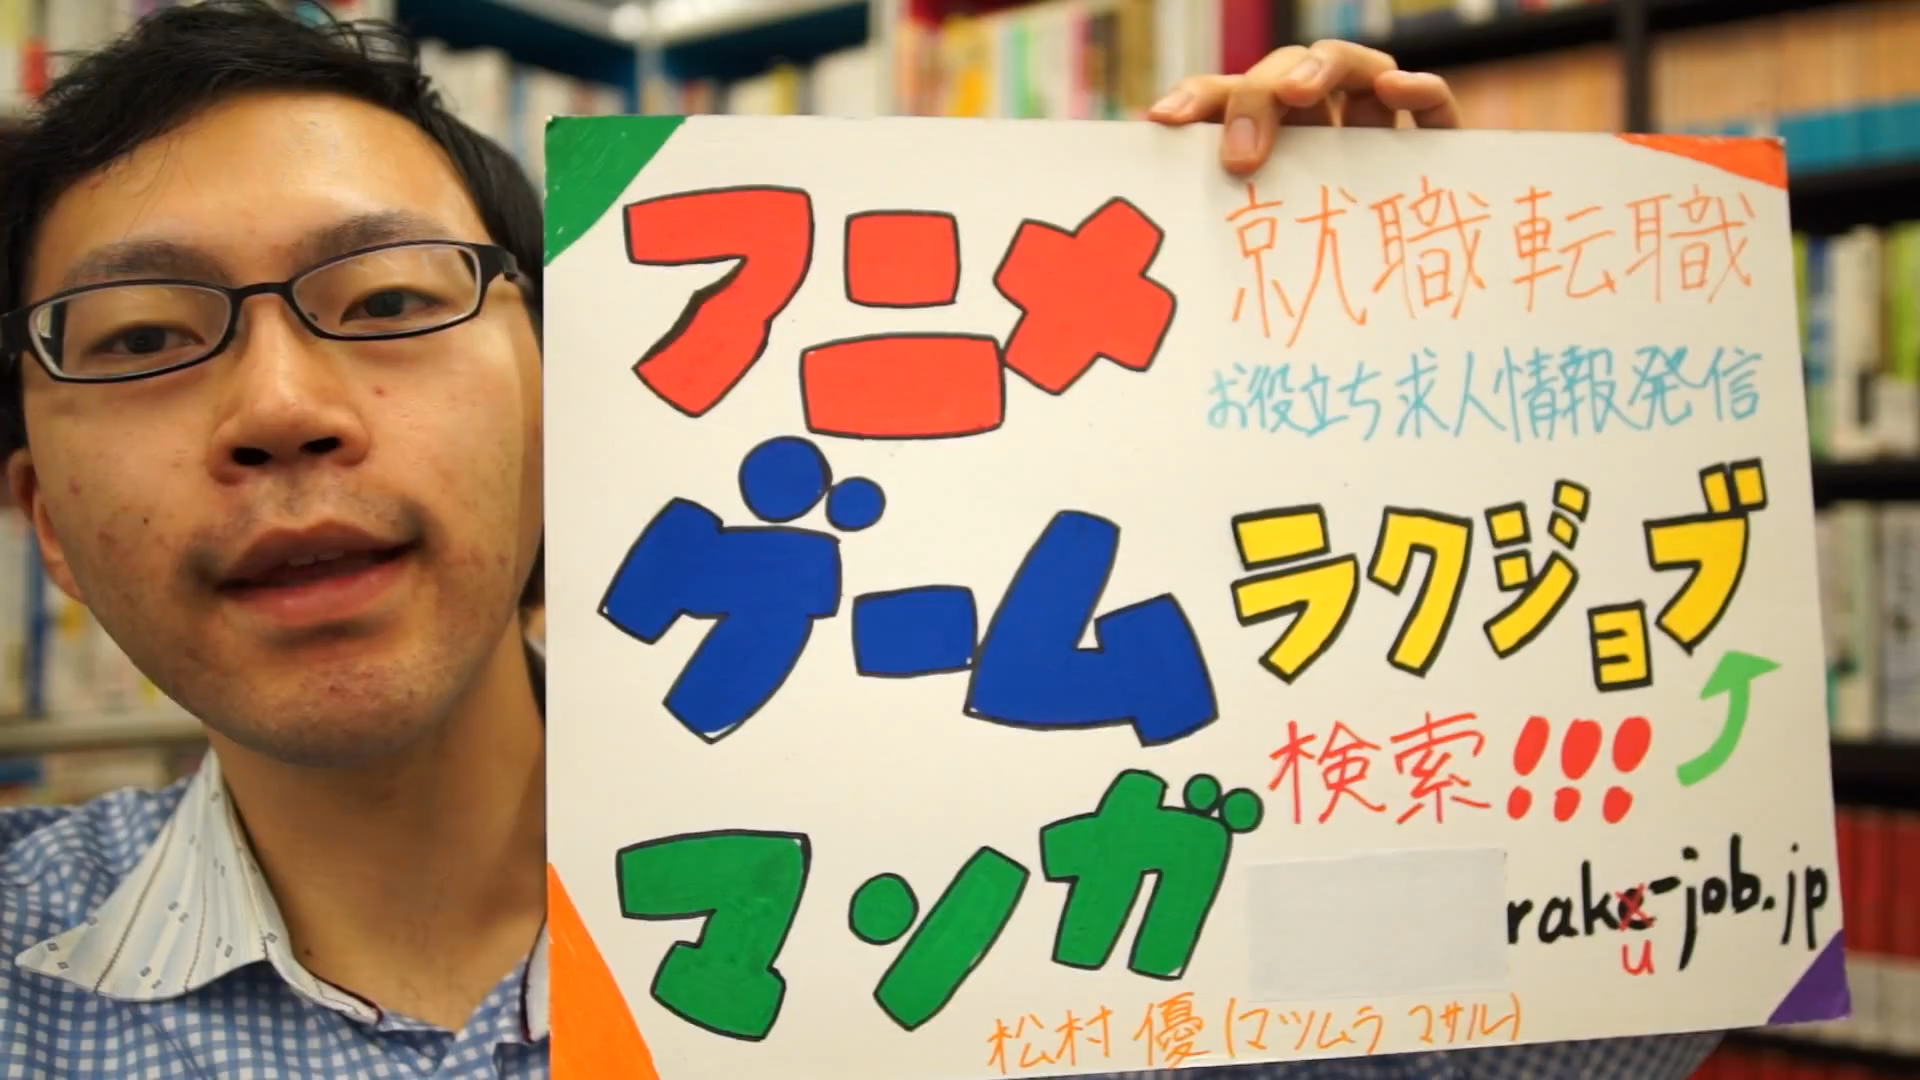 アニメ
ゲーム
マンガ
就職転職
お役立ち求人情報発信
ラクジョブ
検索!!!
rake-job.jp
u
松村 優(マツムラ マサル)